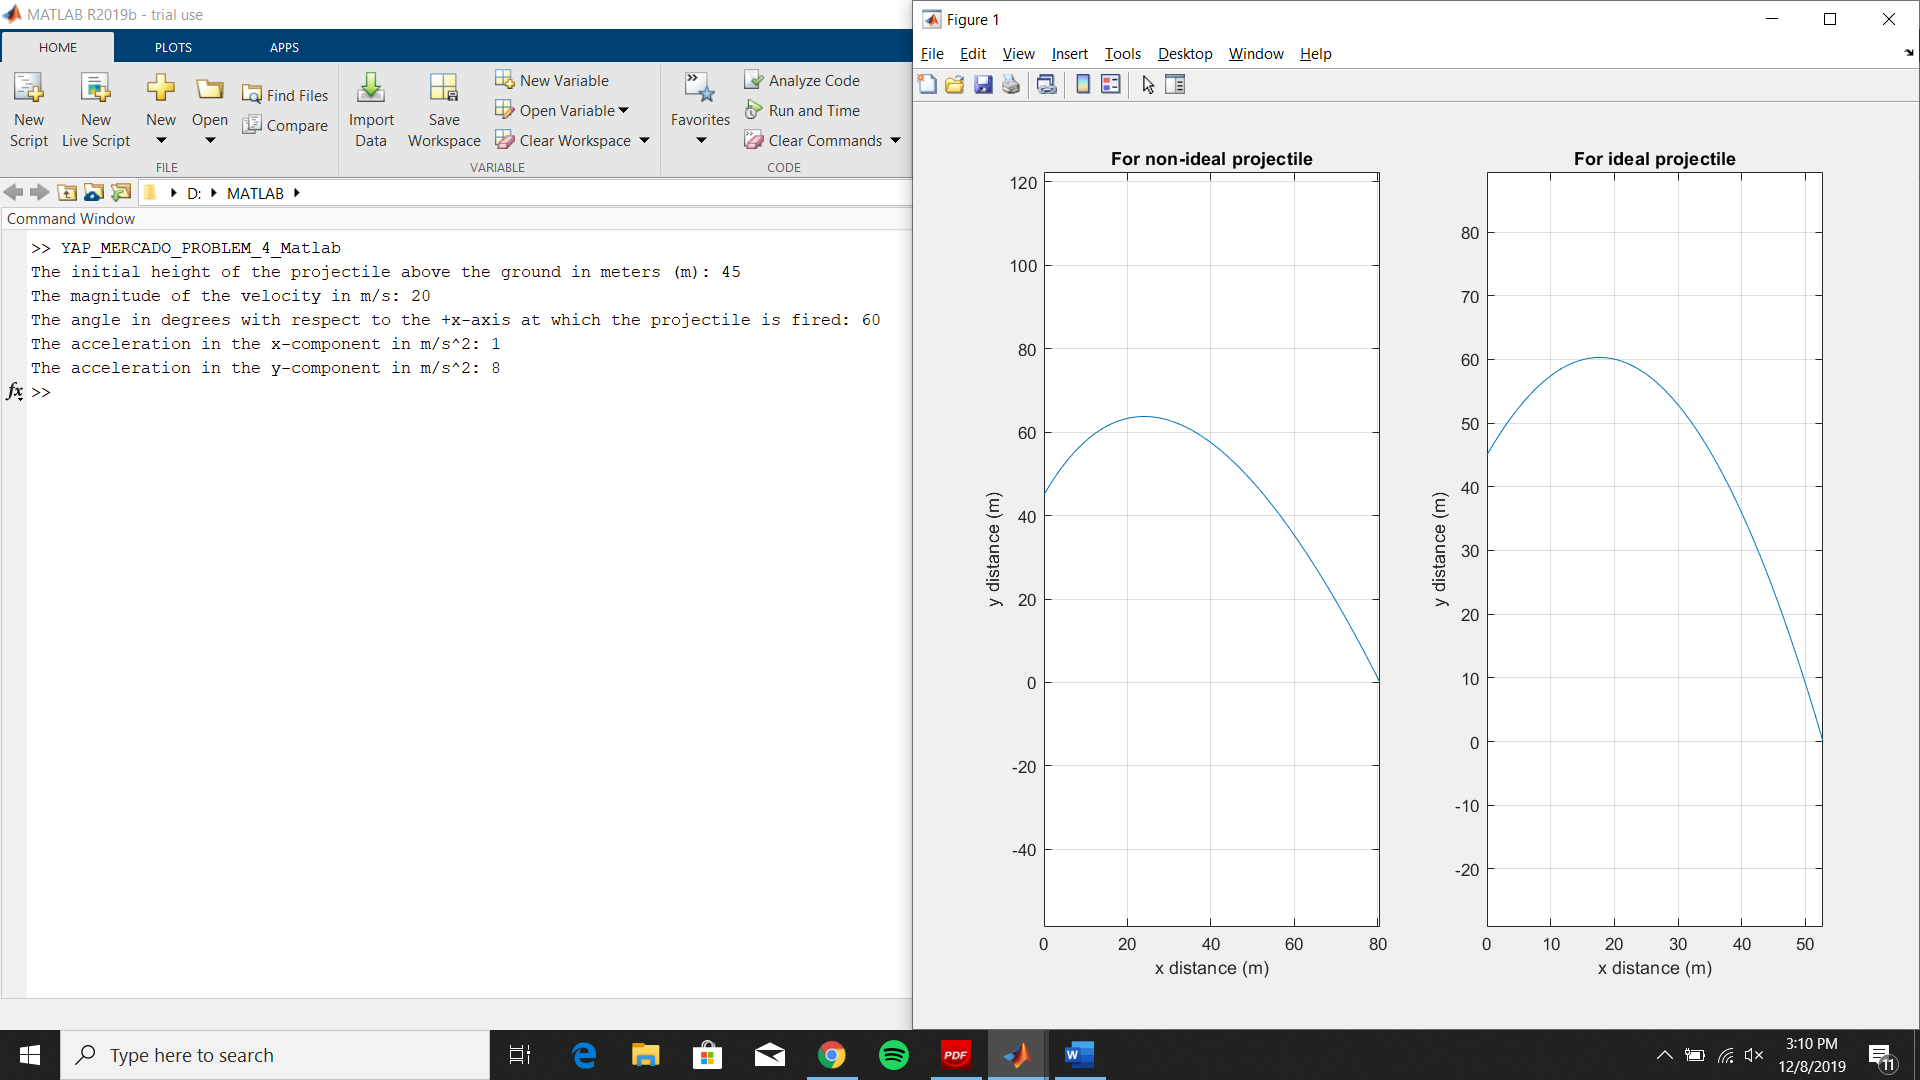 MATLAB R2019b - trial use
HOME PLOTS APPS
New Script
New Live Script
New
Open
Find Files
Compare
FILE
Import Data
Save Workspace
New Variable
Open Variable
Clear Workspace
VARIABLE
Favorites
Analyze Code
Run and Time
Clear Commands
CODE
D: MATLAB
Command Window
>> YAP_MERCADO_PROBLEM_4_Matlab
The initial height of the projectile above the ground in meters (m): 45
The magnitude of the velocity in m/s: 20
The angle in degrees with respect to the +x-axis at which the projectile is fired: 60
The acceleration in the x-component in m/s^2: 1
The acceleration in the y-component in m/s^2: 8
fx >>
Figure 1
File Edit View Insert Tools Desktop Window Help
For non-ideal projectile
120
100
80
60
40
20
0
-20
-40
y distance (m)
0 20 40 60 80
x distance (m)
For ideal projectile
80
70
60
50
40
30
20
10
0
-10
-20
y distance (m)
0 10 20 30 40 50
x distance (m)
Type here to search
PDF
W
3:10 PM
12/8/2019
11